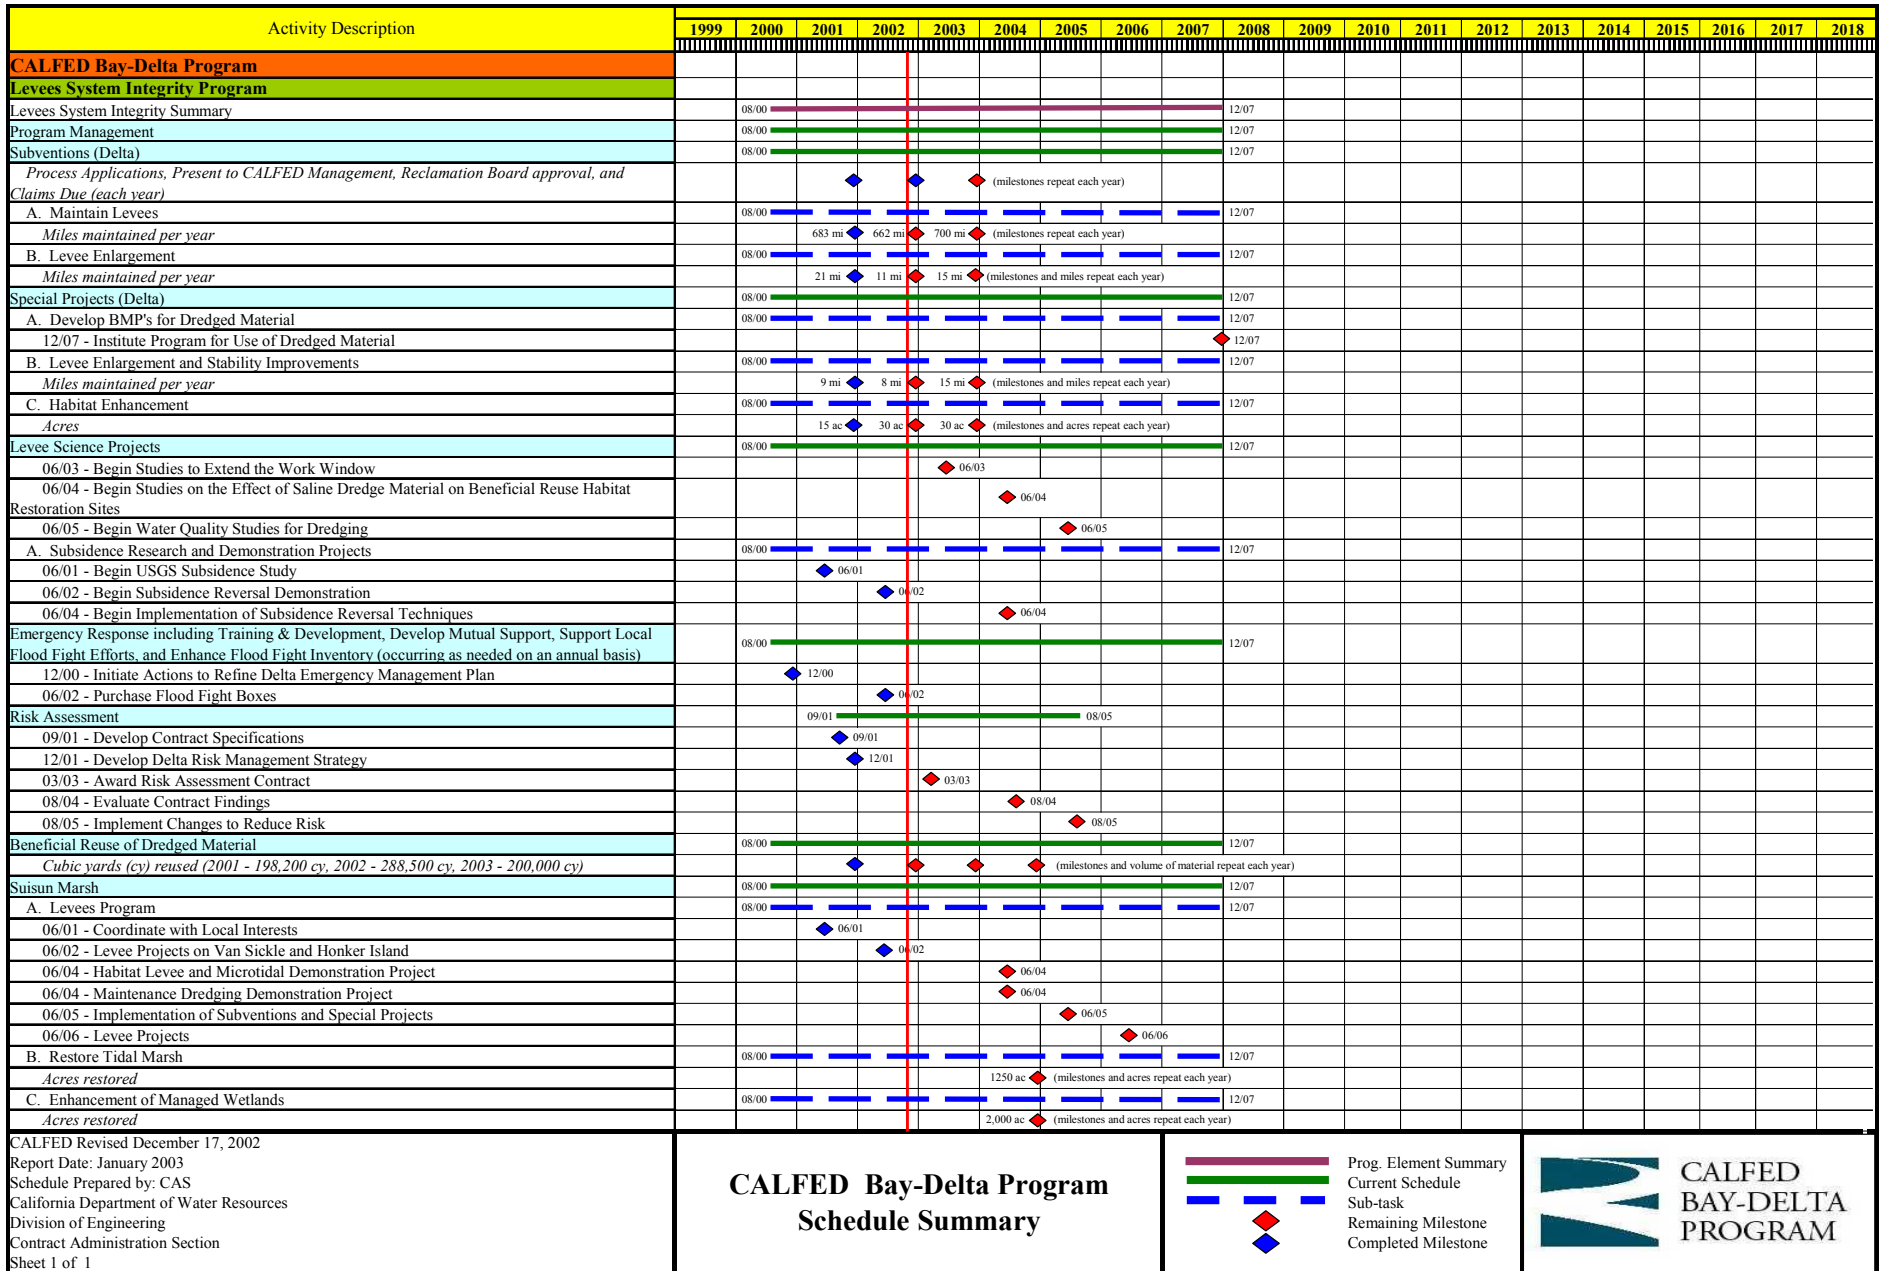 Activity Description
1999 2000 2001 2002 2003 2004 2005 2006 2007 2008 2009 2010 2011 2012 2013 2014 2015 2016 2017 2018
CALFED Bay-Delta Program
Levees System Integrity Program
Levees System Integrity Summary 08/00 12/07
Program Management 08/00 12/07
Subventions (Delta) 08/00 12/07
Process Applications, Present to CALFED Management, Reclamation Board approval, and
Claims Due (each year) (milestones repeat each year)
A. Maintain Levees 08/00 12/07
Miles maintained per year 683 mi 662 mi 700 mi (milestones repeat each year)
B. Levee Enlargement 08/00 12/07
Miles maintained per year 21 mi 11 mi 15 mi (milestones and miles repeat each year)
Special Projects (Delta) 08/00 12/07
A. Develop BMP's for Dredged Material 08/00 12/07
12/07 - Institute Program for Use of Dredged Material 12/07
B. Levee Enlargement and Stability Improvements 08/00 12/07
Miles maintained per year 9 mi 8 mi 15 mi (milestones and miles repeat each year)
C. Habitat Enhancement 08/00 12/07
Acres 15 ac 30 ac 30 ac (milestones and acres repeat each year)
Levee Science Projects 08/00 12/07
06/03 - Begin Studies to Extend the Work Window 06/03
06/04 - Begin Studies on the Effect of Saline Dredge Material on Beneficial Reuse Habitat
Restoration Sites 06/04
06/05 - Begin Water Quality Studies for Dredging 06/05
A. Subsidence Research and Demonstration Projects 08/00 12/07
06/01 - Begin USGS Subsidence Study 06/01
06/02 - Begin Subsidence Reversal Demonstration 06/02
06/04 - Begin Implementation of Subsidence Reversal Techniques 06/04
Emergency Response including Training & Development, Develop Mutual Support, Support Local
Flood Fight Efforts, and Enhance Flood Fight Inventory (occurring as needed on an annual basis) 08/00 12/07
12/00 - Initiate Actions to Refine Delta Emergency Management Plan 12/00
06/02 - Purchase Flood Fight Boxes 06/02
Risk Assessment 09/01 08/05
09/01 - Develop Contract Specifications 09/01
12/01 - Develop Delta Risk Management Strategy 12/01
03/03 - Award Risk Assessment Contract 03/03
08/04 - Evaluate Contract Findings 08/04
08/05 - Implement Changes to Reduce Risk 08/05
Beneficial Reuse of Dredged Material 08/00 12/07
Cubic yards (cy) reused (2001 - 198,200 cy, 2002 - 288,500 cy, 2003 - 200,000 cy) (milestones and volume of material repeat each year)
Suisun Marsh 08/00 12/07
A. Levees Program 08/00 12/07
06/01 - Coordinate with Local Interests 06/01
06/02 - Levee Projects on Van Sickle and Honker Island 06/02
06/04 - Habitat Levee and Microtidal Demonstration Project 06/04
06/04 - Maintenance Dredging Demonstration Project 06/04
06/05 - Implementation of Subventions and Special Projects 06/05
06/06 - Levee Projects 06/06
B. Restore Tidal Marsh 08/00 12/07
Acres restored 1250 ac (milestones and acres repeat each year)
C. Enhancement of Managed Wetlands 08/00 12/07
Acres restored 2,000 ac (milestones and acres repeat each year)
CALFED Revised December 17, 2002
Report Date: January 2003
Schedule Prepared by: CAS
California Department of Water Resources
Division of Engineering
Contract Administration Section
Sheet 1 of 1
CALFED Bay-Delta Program
Schedule Summary
Prog. Element Summary
Current Schedule
Sub-task
Remaining Milestone
Completed Milestone
CALFED
BAY-DELTA
PROGRAM